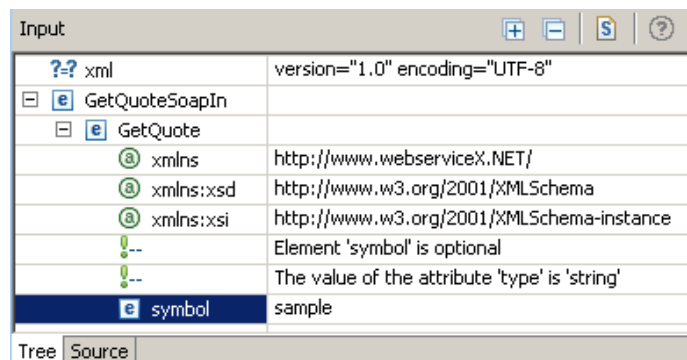 Input
?=? xml version="1.0" encoding="UTF-8"
e GetQuoteSoapIn
e GetQuote
a xmlns http://www.webserviceX.NET/
a xmlns:xsd http://www.w3.org/2001/XMLSchema
a xmlns:xsi http://www.w3.org/2001/XMLSchema-instance
!-- Element 'symbol' is optional
!-- The value of the attribute 'type' is 'string'
e symbol sample
Tree Source